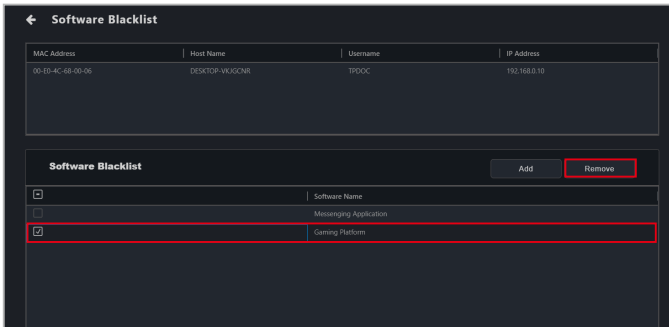 Software Blacklist
MAC Address Host Name Username IP Address
00-E0-4C-68-00-06 DESKTOP-VKJGCNR TPDOC 192.168.0.10
Software Blacklist Add Remove
Software Name
Messenging Application
Gaming Platform